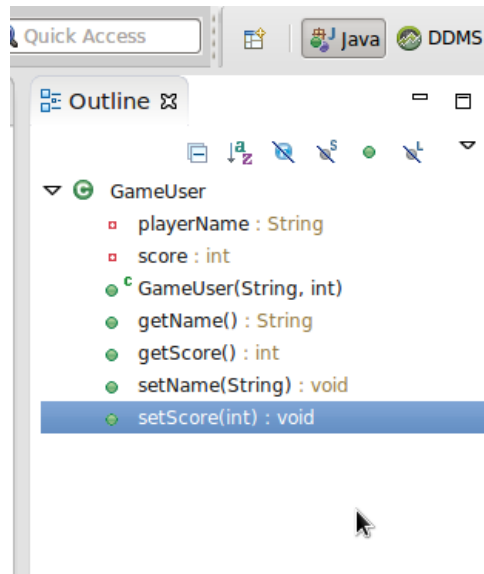 Quick Access
Java
DDMS
Outline
GameUser
playerName : String
score : int
GameUser(String, int)
getName() : String
getScore() : int
setName(String) : void
setScore(int) : void